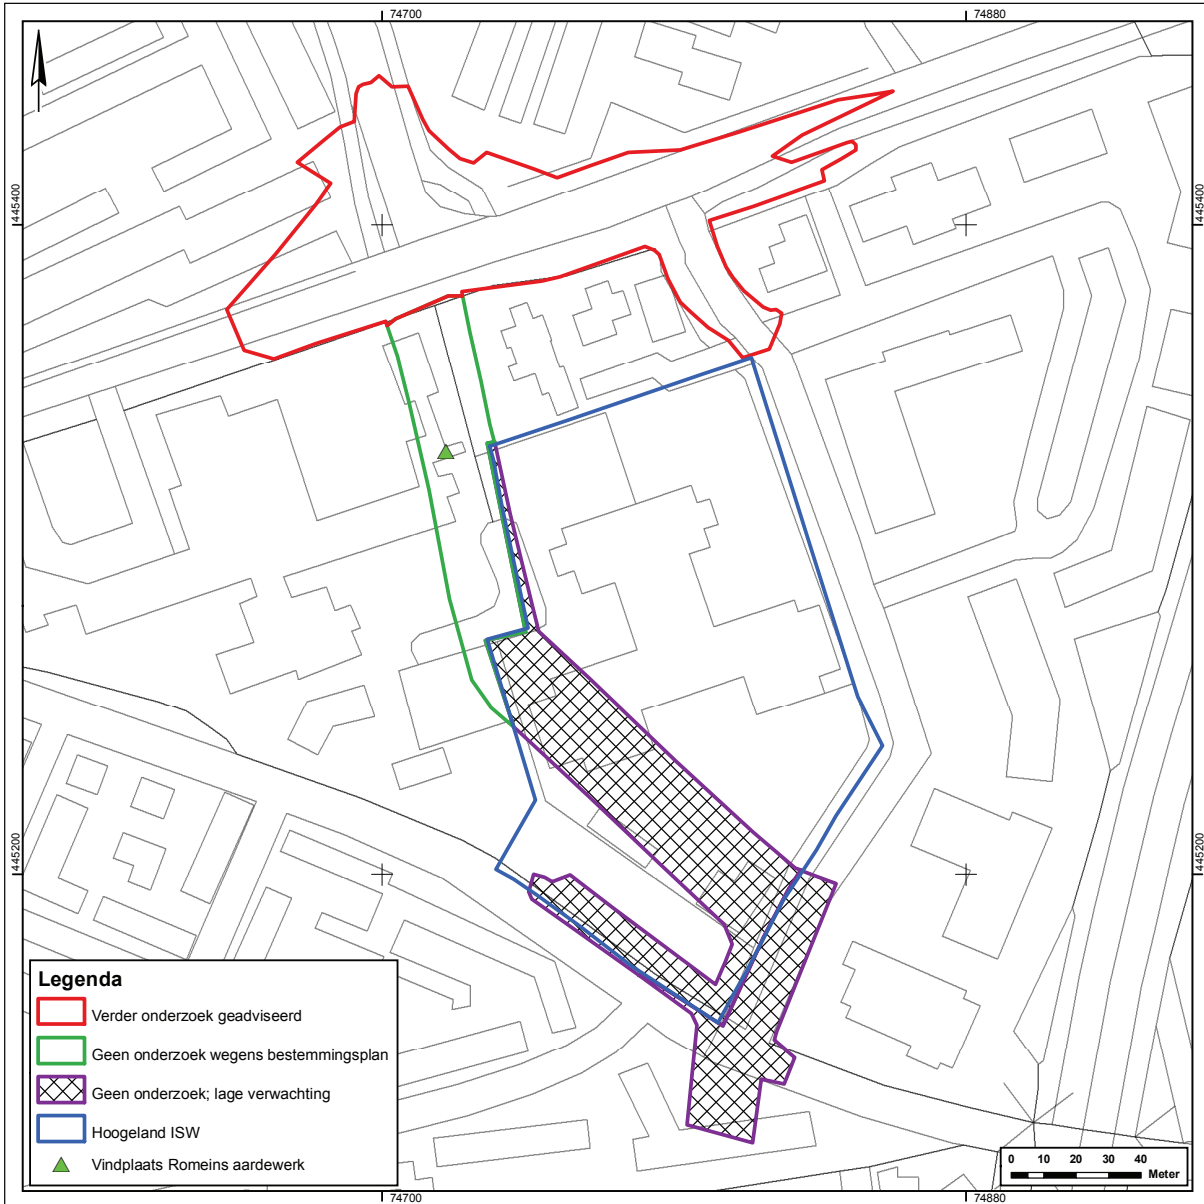 74700
74880
445400
445400
445200
445200
Legenda
Verder onderzoek geadviseerd
Geen onderzoek wegens bestemmingsplan
Geen onderzoek; lage verwachting
Hoogeland ISW
Vindplaats Romeins aardewerk
0 10 20 30 40
Meter
74700
74880